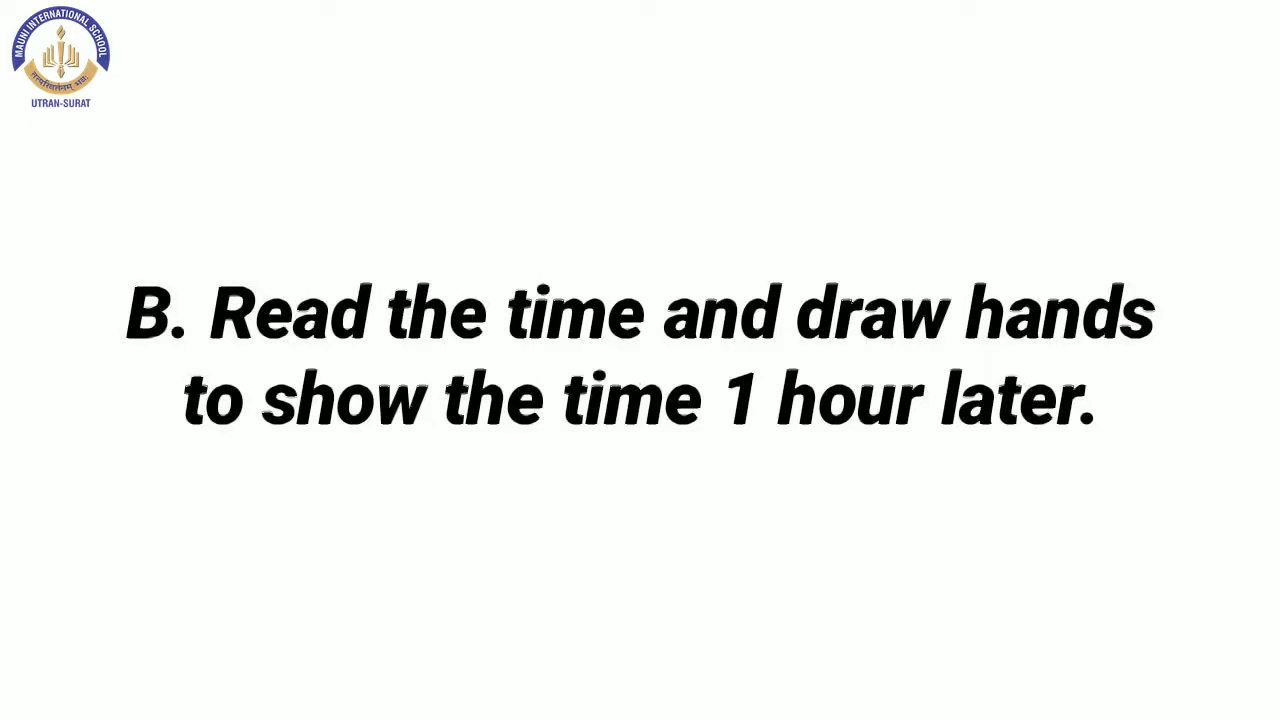 MAUNI INTERNATIONAL SCHOOL
UTRAN-SURAT
B. Read the time and draw hands
to show the time 1 hour later.